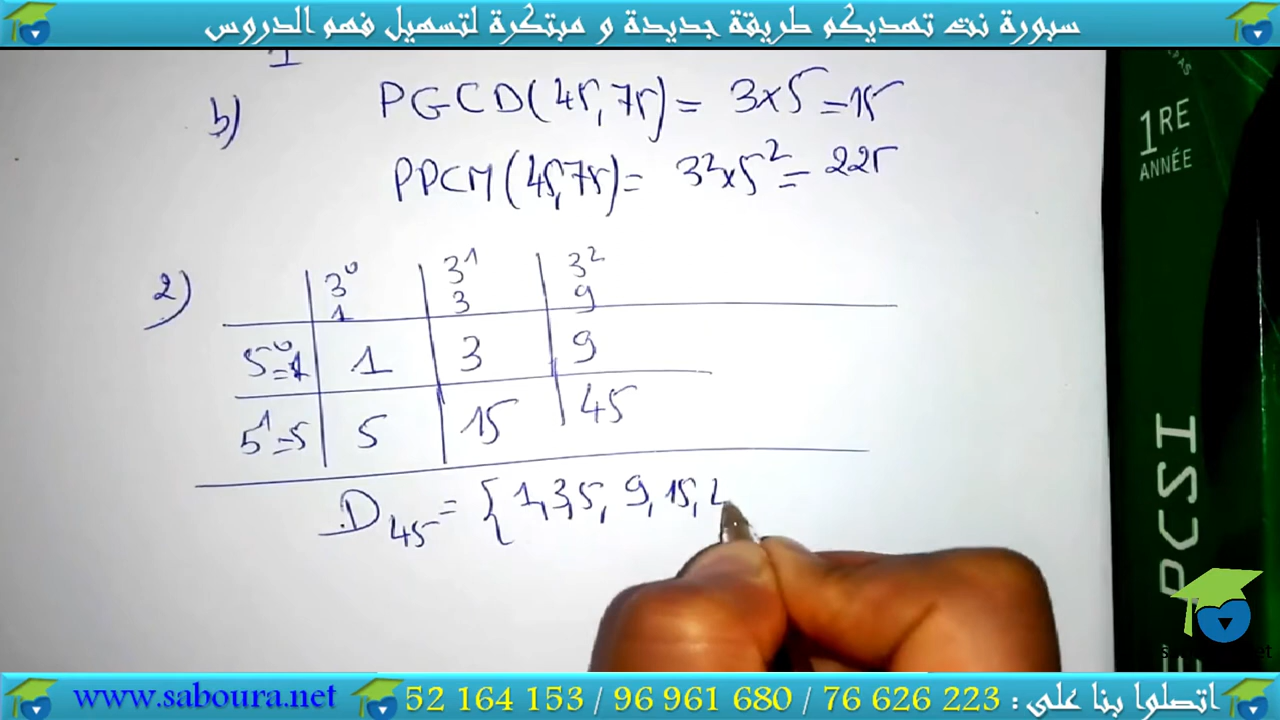 سبورة نت تهديكم طريقة جديدة و مبتكرة لتسهيل فهم الدروس
1
b) PGCD(45,75) = 3×5=15
PPCM(45,75)= 3²×5²= 225
2) 3⁰ 3¹ 3²
1 3 9
5⁰=1 1 3 9
5¹=5 5 15 45
D₄₅ = { 1,3,5, 9,15,4
1RE
ANNÉE
www.saboura.net 52 164 153 / 96 961 680 / 76 626 223 : اتصلوا بنا على